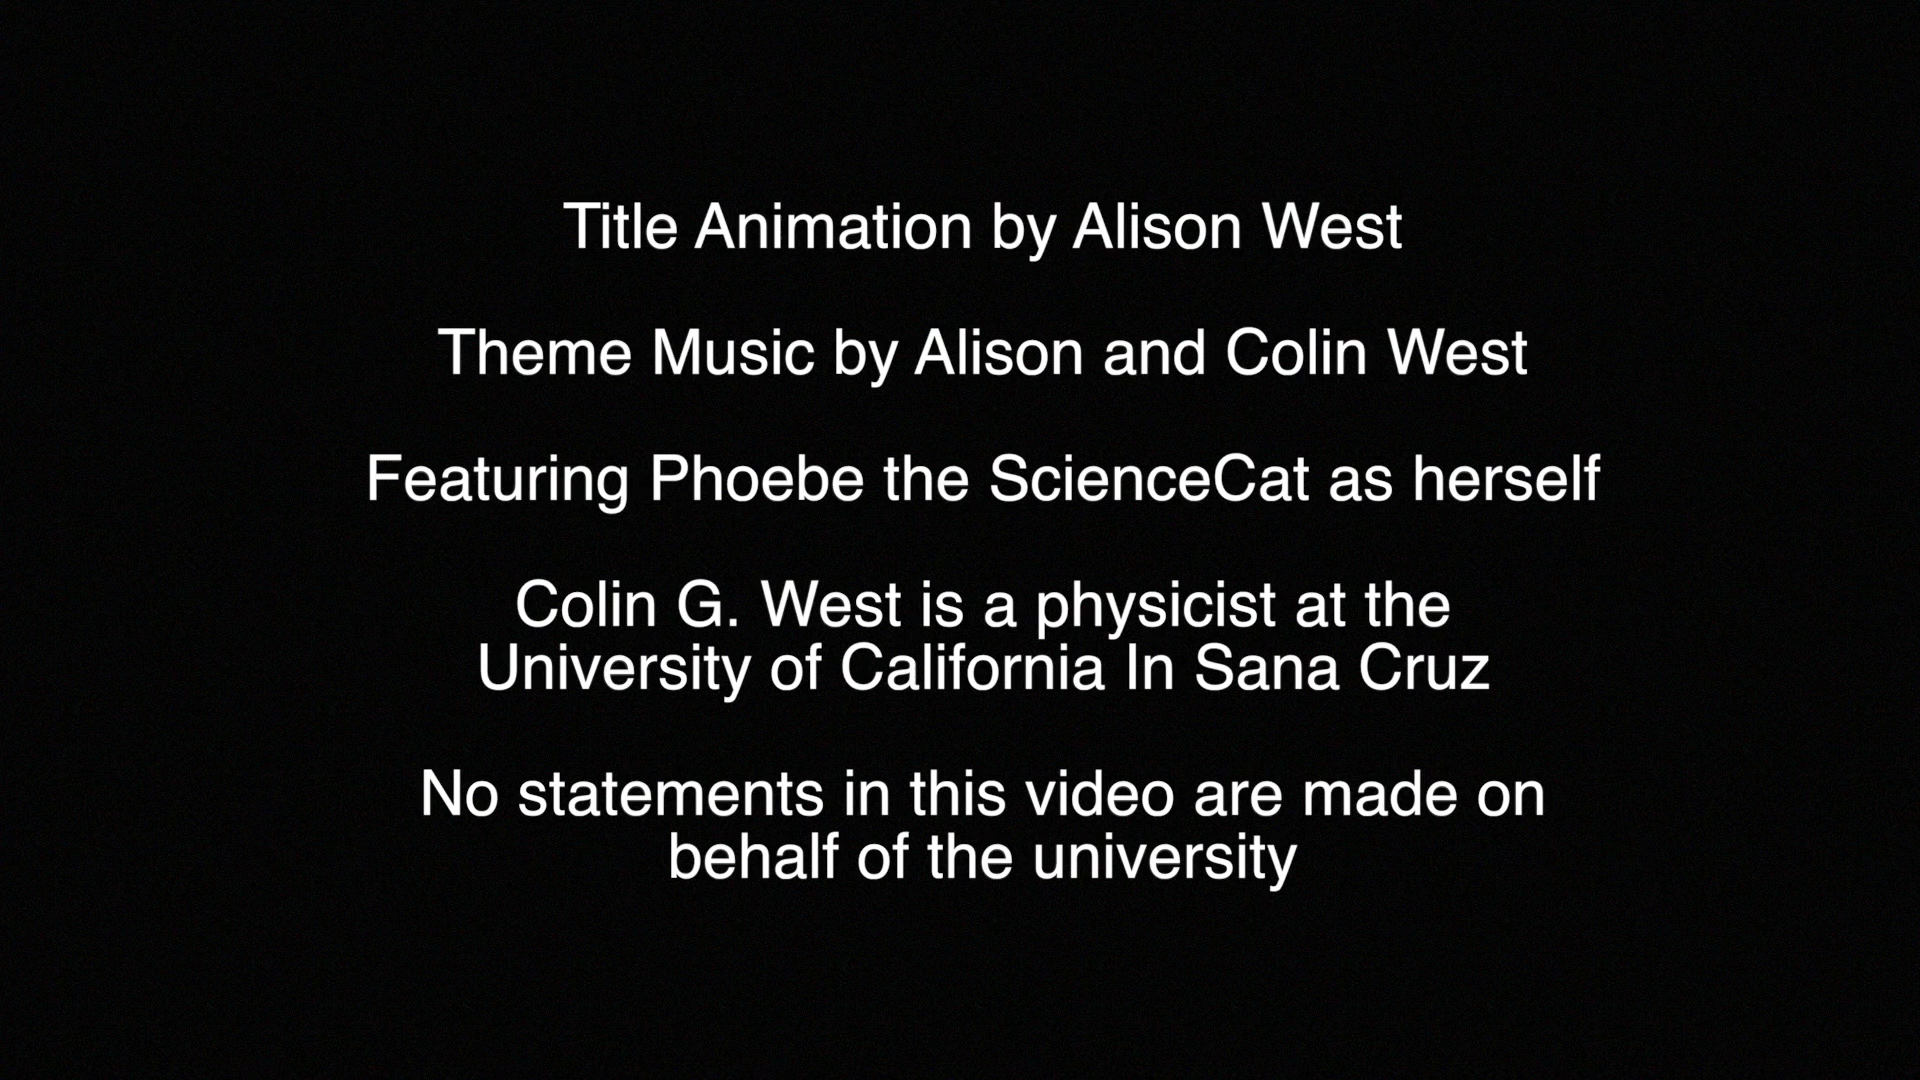 Title Animation by Alison West
Theme Music by Alison and Colin West
Featuring Phoebe the ScienceCat as herself
Colin G. West is a physicist at the
University of California In Sana Cruz
No statements in this video are made on
behalf of the university